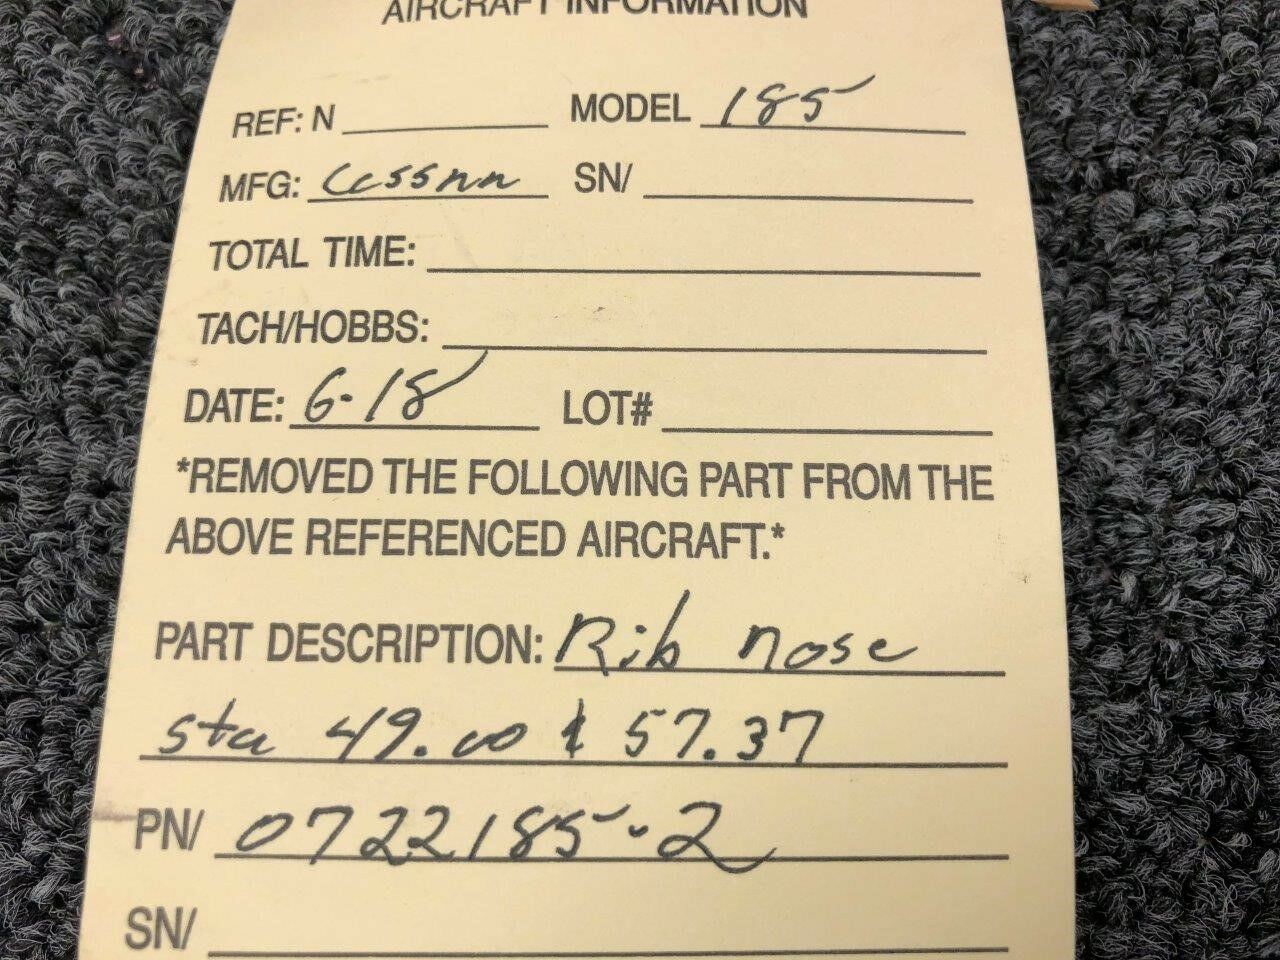 AIRCRAFT INFORMATION
REF: N MODEL 185
MFG: Cessna SN/
TOTAL TIME:
TACH/HOBBS:
DATE: 6-18 LOT#
*REMOVED THE FOLLOWING PART FROM THE
ABOVE REFERENCED AIRCRAFT.*
PART DESCRIPTION: Rib nose
sta 49.00 & 57.37
PN/ 0722185-2
SN/